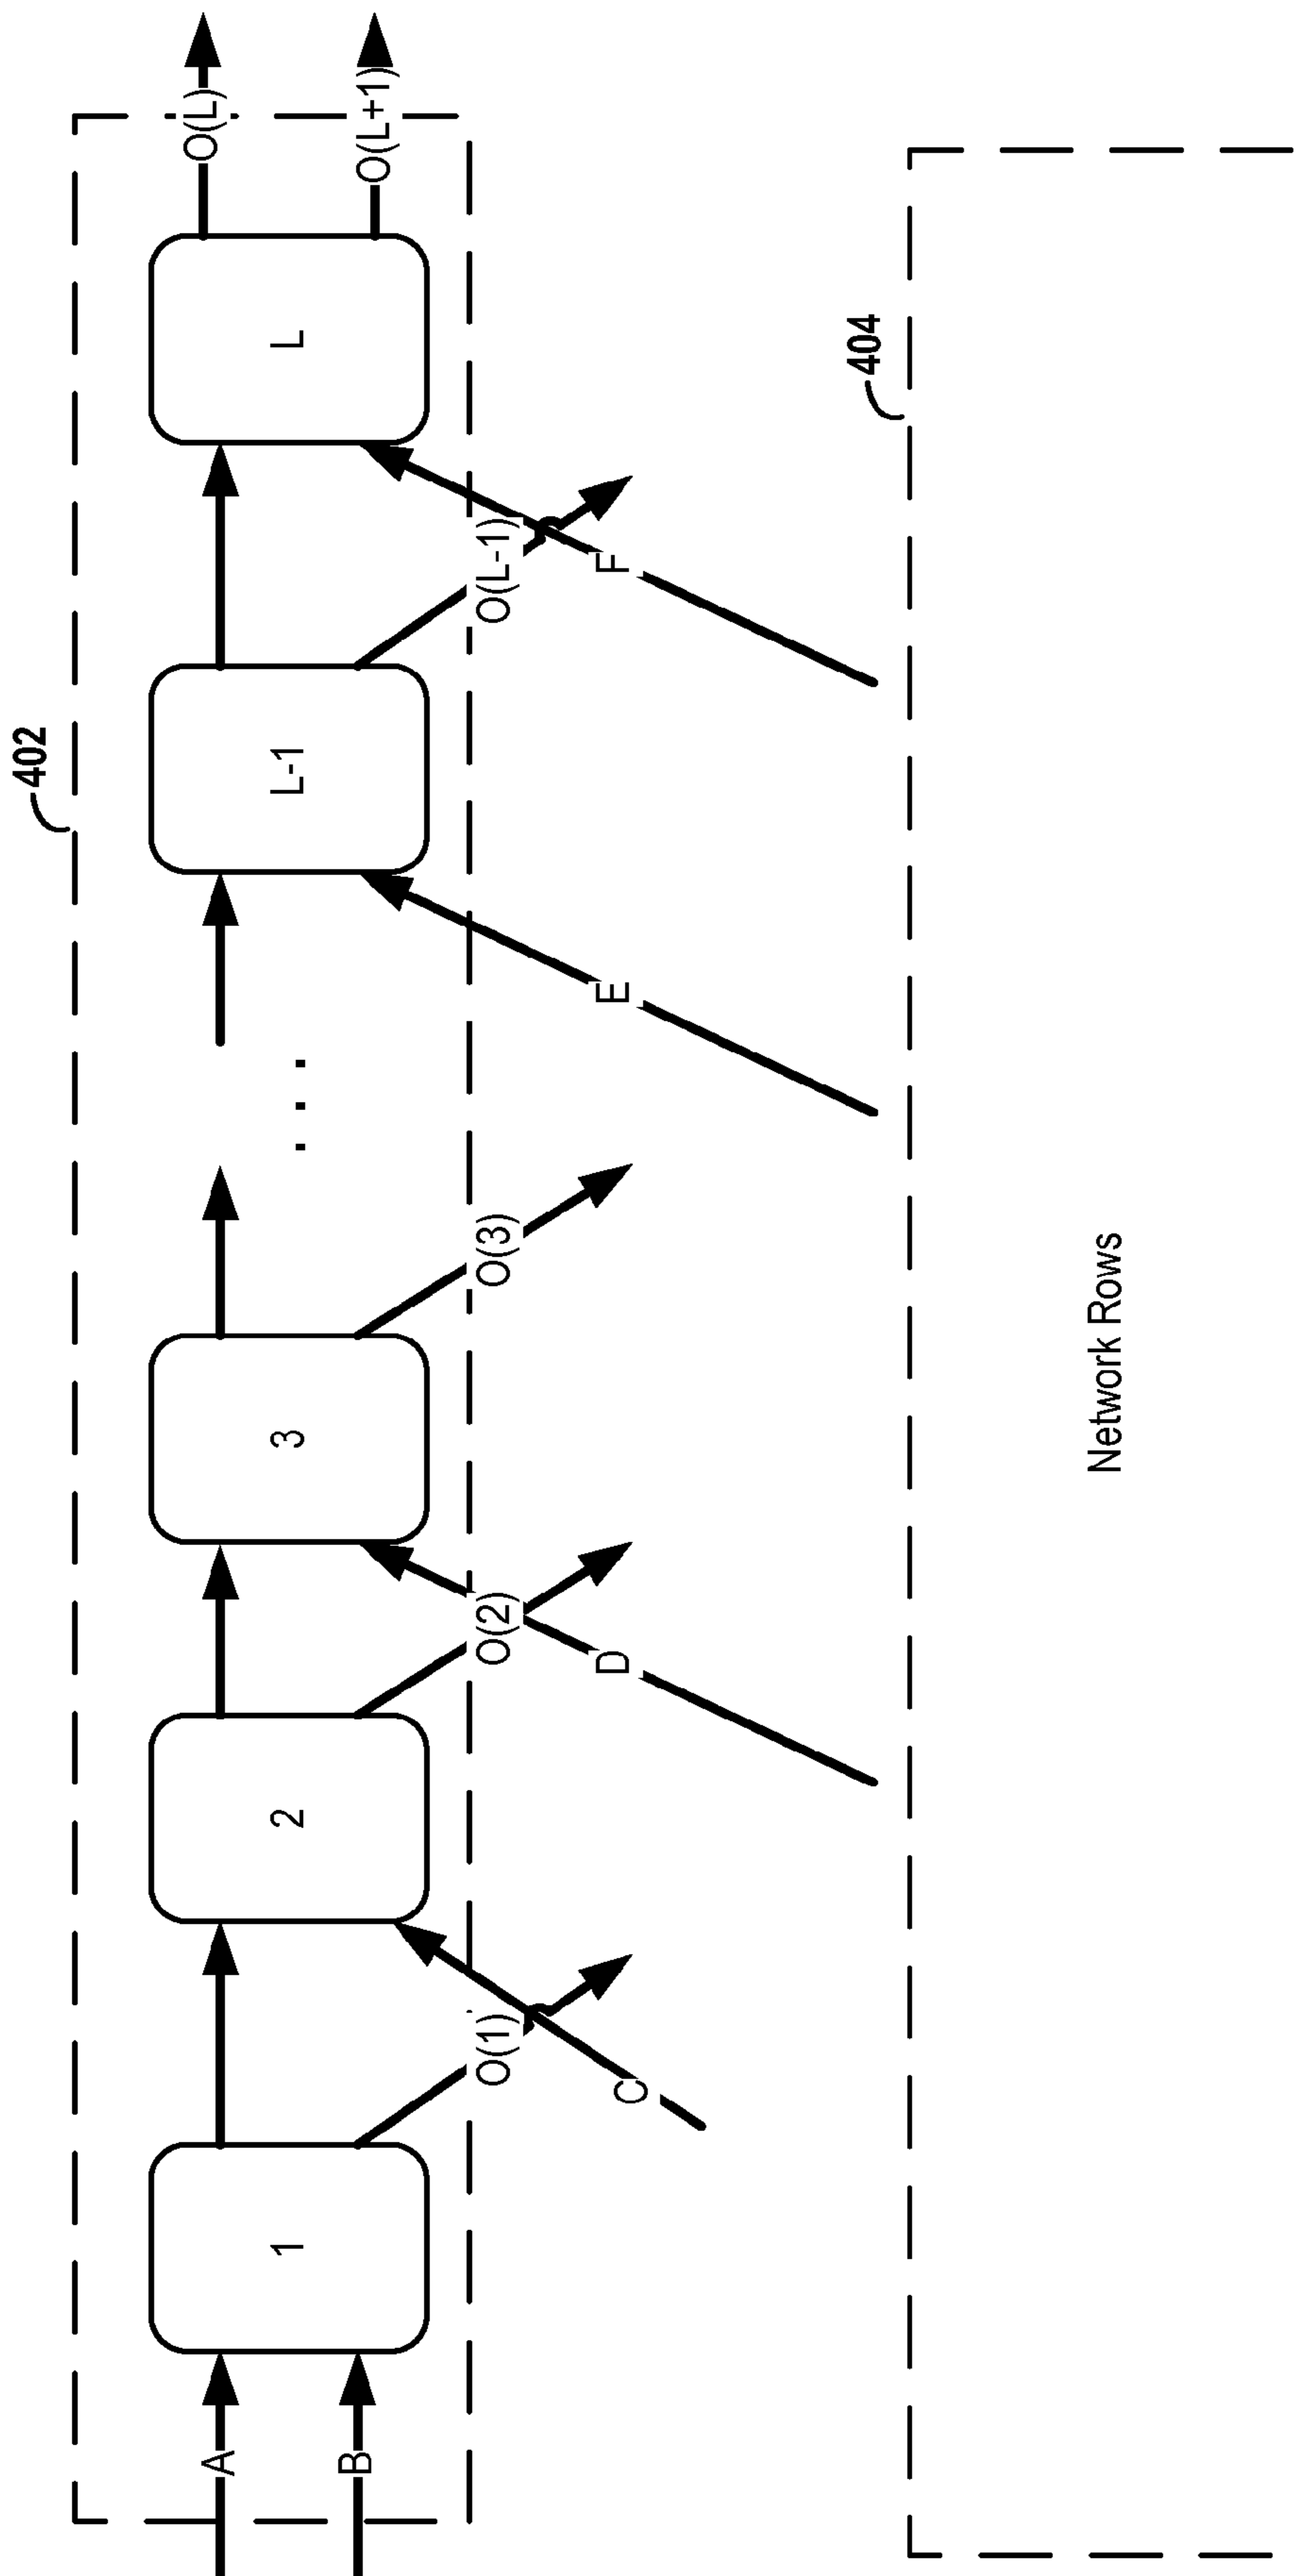 402
A
B
1
2
3
. . .
L-1
L
O(L)
O(L+1)
O(1)
O(2)
O(3)
O(L-1)
C
D
E
F
404
Network Rows